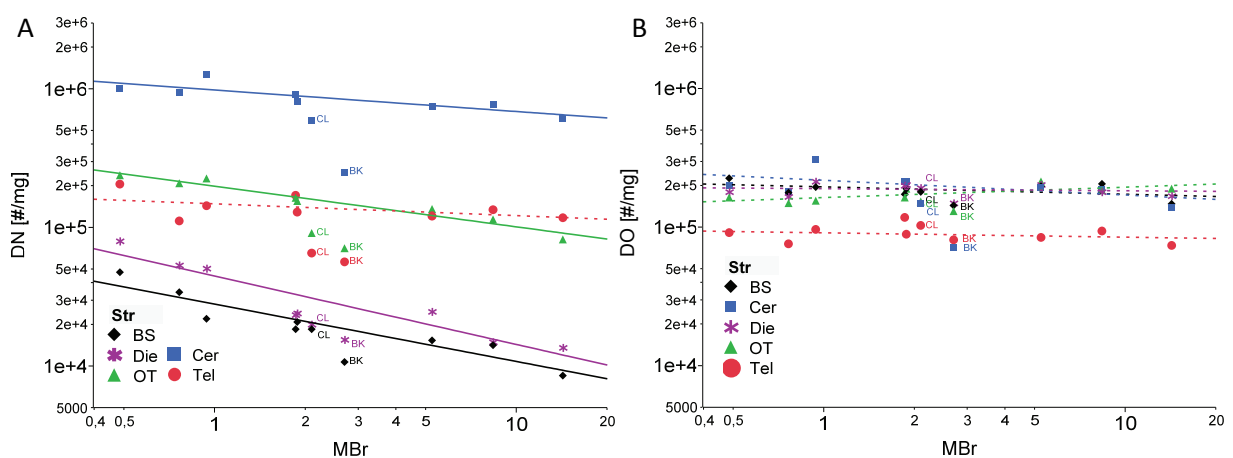 A
3e+6
2e+6
1e+6
5e+5
3e+5
2e+5
1e+5
5e+4
3e+4
2e+4
1e+4
5000
DN [#/mg]
0,4 0,5 1 2 3 4 5 10 20
MBr
CL
BK
CL
BK
CL
BK
CL
BK
CL
BK
Str
BS
Die Cer
OT Tel
B
3e+6
2e+6
1e+6
5e+5
3e+5
2e+5
1e+5
5e+4
3e+4
2e+4
1e+4
5000
DO [#/mg]
0,4 0,5 1 2 3 4 5 10 20
MBr
CL
CL
CL
CL
BK
BK
BK
BK
BK
Str
BS
Cer
Die
OT
Tel